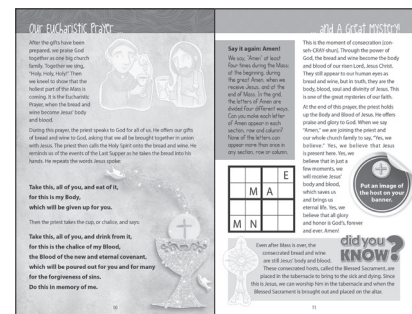 Our Eucharistic Prayer
After the gifts have been
prepared, we praise God
together as one big church
family. Together we sing,
"Holy, Holy, Holy!" Then
we kneel to show that the
holiest part of the Mass is
coming. It is the Eucharistic
Prayer, when the bread and
wine become Jesus' body
and blood.
During this prayer, the priest speaks to God for all of us. He offers our gifts
of bread and wine to God, asking that we all be brought together in union
with Jesus. The priest then calls the Holy Spirit onto the bread and wine. He
reminds us of the events of the Last Supper as he takes the bread into his
hands. He repeats the words Jesus spoke:
Take this, all of you, and eat of it,
for this is my Body,
which will be given up for you.
Then the priest takes the cup, or chalice, and says:
Take this, all of you, and drink from it,
for this is the chalice of my Blood,
the Blood of the new and eternal covenant,
which will be poured out for you and for many
for the forgiveness of sins.
Do this in memory of me.
10
and A Great Mystery!
Say it again: Amen!
We say, "Amen" at least
four times during the Mass:
at the beginning, during
the great Amen, when we
receive Jesus, and at the
end of Mass. In the grid,
the letters of Amen are
divided four different ways.
Can you make each letter
of Amen appear in each
section, row and column?
None of the letters can
appear more than once in
any section, row or column.
E
M A
M N
This is the moment of consecration (con-
seh-CRAY-shun). Through the power of
God, the bread and wine become the body
and blood of our risen Lord, Jesus Christ.
They still appear to our human eyes as
bread and wine, but in truth, they are the
body, blood, soul and divinity of Jesus. This
is one of the great mysteries of our faith.
At the end of this prayer, the priest holds
up the Body and Blood of Jesus. He offers
praise and glory to God. When we say
"Amen," we are joining the priest and
our whole church family to say, "Yes, we
believe." Yes, we believe that Jesus
is present here. Yes, we
believe that in just a
few moments, we
will receive Jesus'
body and blood,
which saves us
and brings us
eternal life. Yes, we
believe that all glory
and honor is God's, forever
and ever. Amen!
Put an image of
the host on your
banner.
did you
KNOW?
Even after Mass is over, the
consecrated bread and wine
are still Jesus' body and blood.
These consecrated hosts, called the Blessed Sacrament, are
placed in the tabernacle to bring to the sick and dying. Since
this is Jesus, we can worship him in the tabernacle and when the
Blessed Sacrament is brought out and placed on the altar.
11